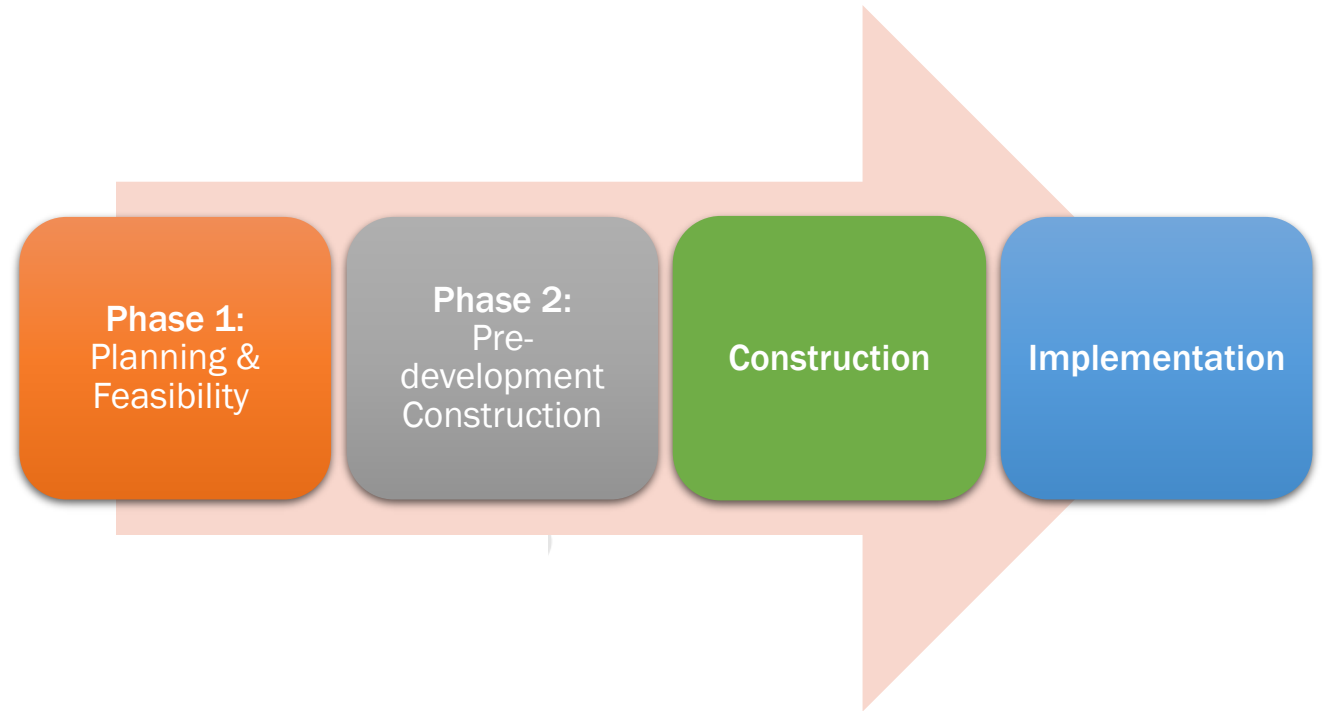 Phase 1:
Planning &
Feasibility
Phase 2:
Pre-
development
Construction
Construction
Implementation